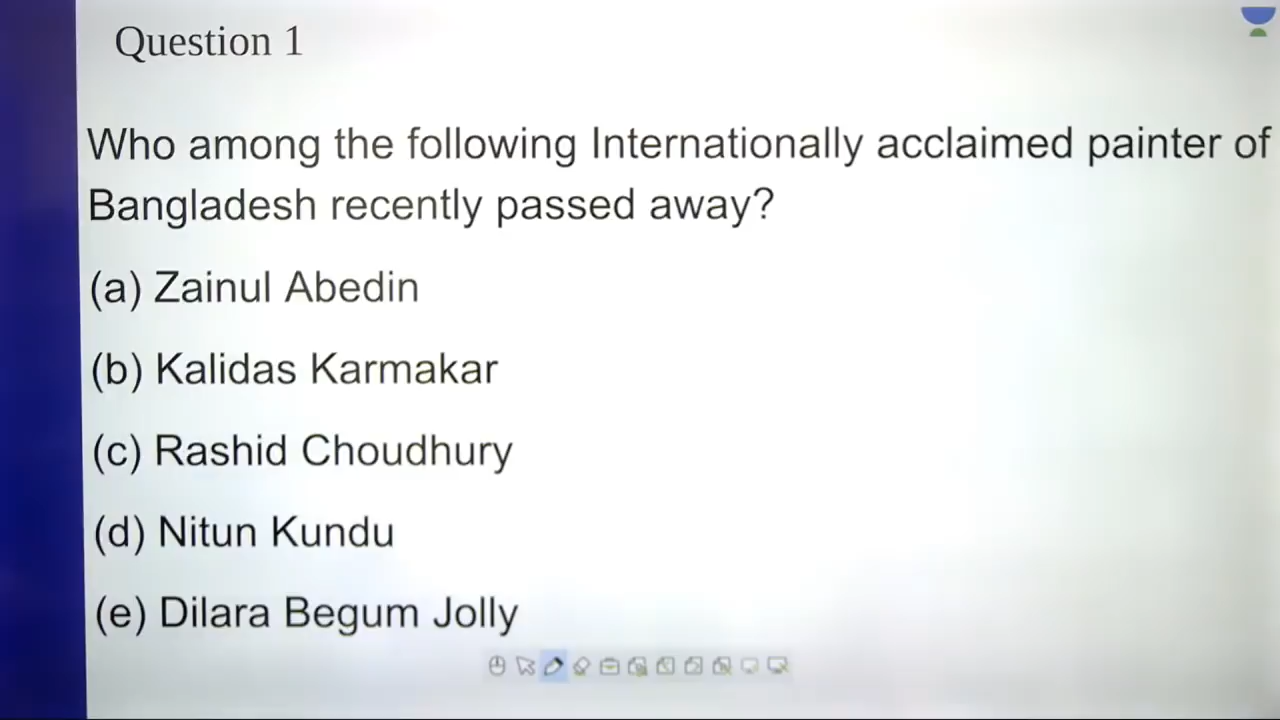 Question 1
Who among the following Internationally acclaimed painter of
Bangladesh recently passed away?
(a) Zainul Abedin
(b) Kalidas Karmakar
(c) Rashid Choudhury
(d) Nitun Kundu
(e) Dilara Begum Jolly